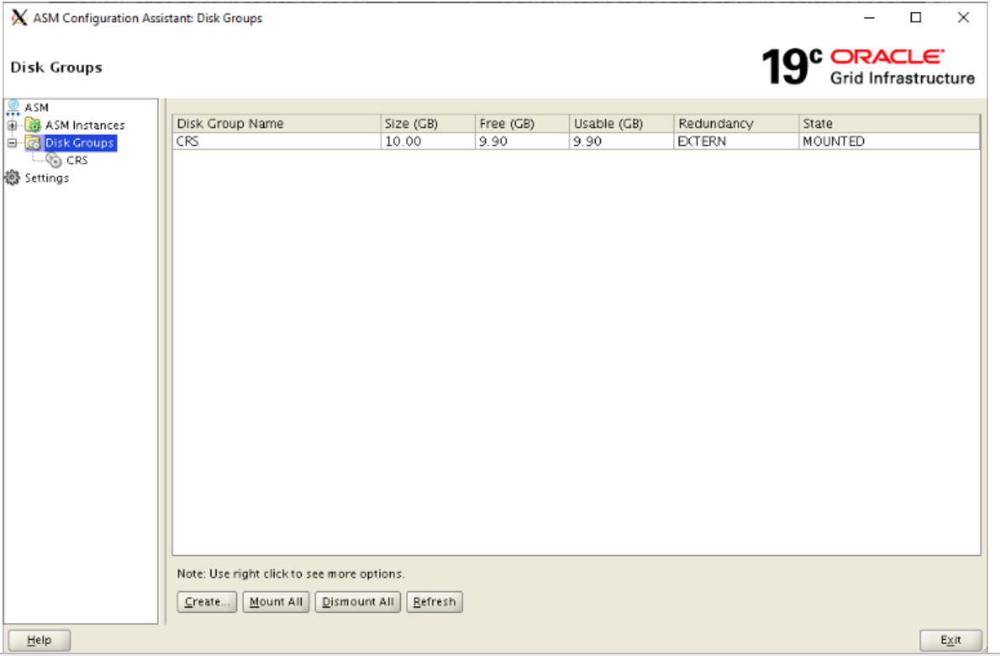 ASM Configuration Assistant: Disk Groups
Disk Groups
19c ORACLE
Grid Infrastructure
ASM
ASM Instances
Disk Groups
CRS
Settings
Disk Group Name Size (GB) Free (GB) Usable (GB) Redundancy State
CRS 10.00 9.90 9.90 EXTERN MOUNTED
Note: Use right click to see more options.
Create... Mount All Dismount All Refresh
Help Exit